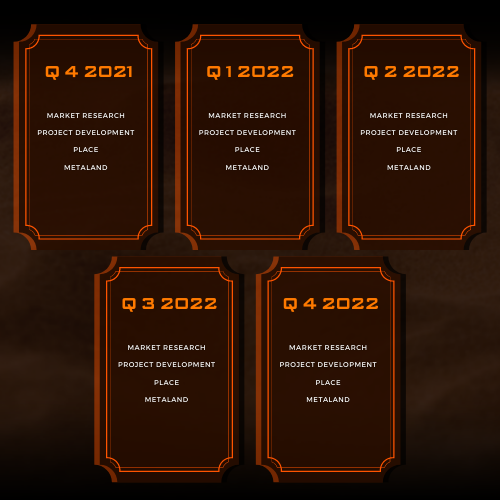 Q 4 2021
MARKET RESEARCH
PROJECT DEVELOPMENT
PLACE
METALAND
Q 1 2022
MARKET RESEARCH
PROJECT DEVELOPMENT
PLACE
METALAND
Q 2 2022
MARKET RESEARCH
PROJECT DEVELOPMENT
PLACE
METALAND
Q 3 2022
MARKET RESEARCH
PROJECT DEVELOPMENT
PLACE
METALAND
Q 4 2022
MARKET RESEARCH
PROJECT DEVELOPMENT
PLACE
METALAND